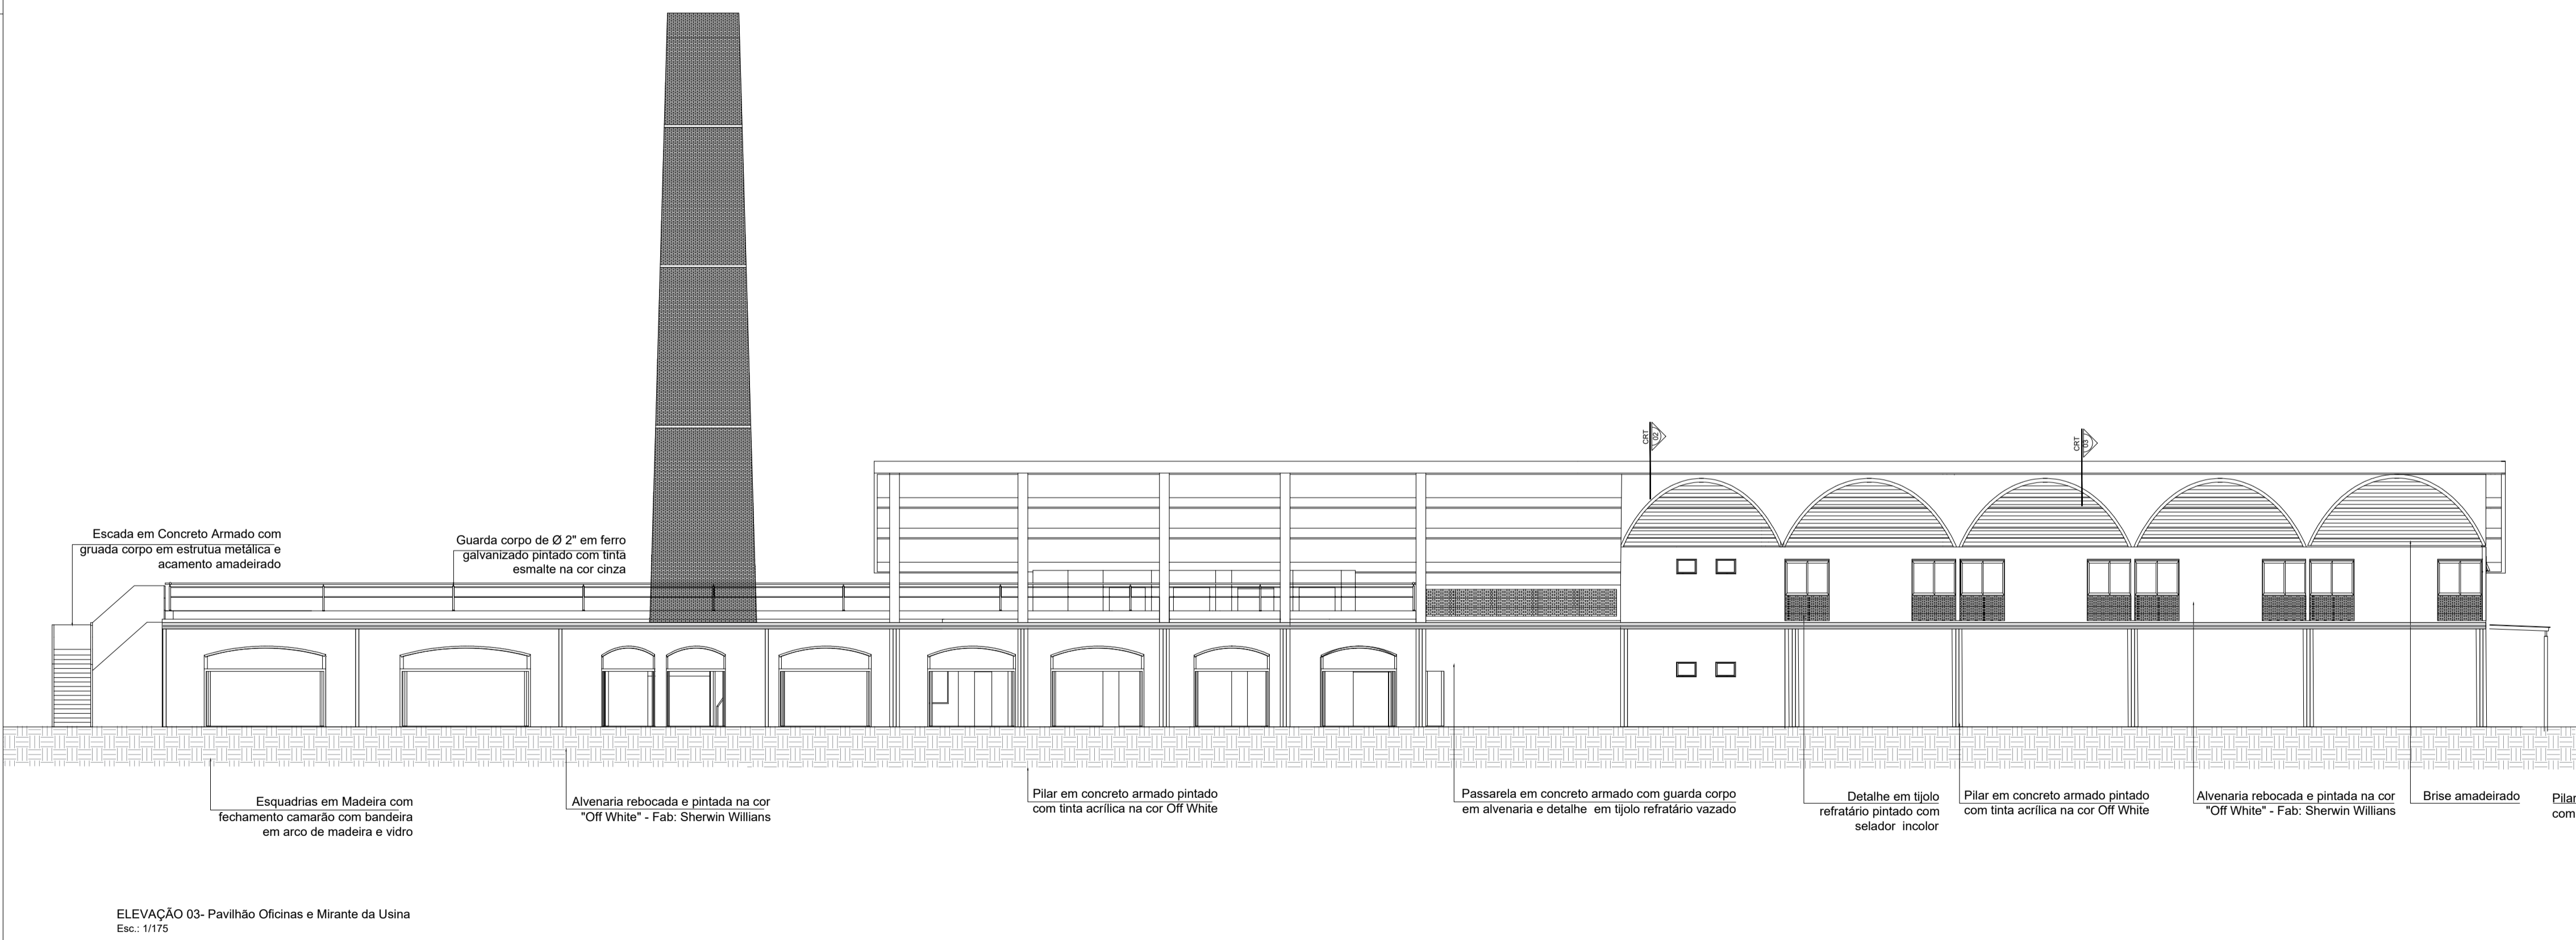 CRT
02
CRT
03
Escada em Concreto Armado com
gruada corpo em estrutua metálica e
acamento amadeirado
Guarda corpo de Ø 2" em ferro
galvanizado pintado com tinta
esmalte na cor cinza
Esquadrias em Madeira com
fechamento camarão com bandeira
em arco de madeira e vidro
Alvenaria rebocada e pintada na cor
"Off White" - Fab: Sherwin Willians
Pilar em concreto armado pintado
com tinta acrílica na cor Off White
Passarela em concreto armado com guarda corpo
em alvenaria e detalhe em tijolo refratário vazado
Detalhe em tijolo
refratário pintado com
selador incolor
Pilar em concreto armado pintado
com tinta acrílica na cor Off White
Alvenaria rebocada e pintada na cor
"Off White" - Fab: Sherwin Willians
Brise amadeirado
Pilar
com
ELEVAÇÃO 03- Pavilhão Oficinas e Mirante da Usina
Esc.: 1/175